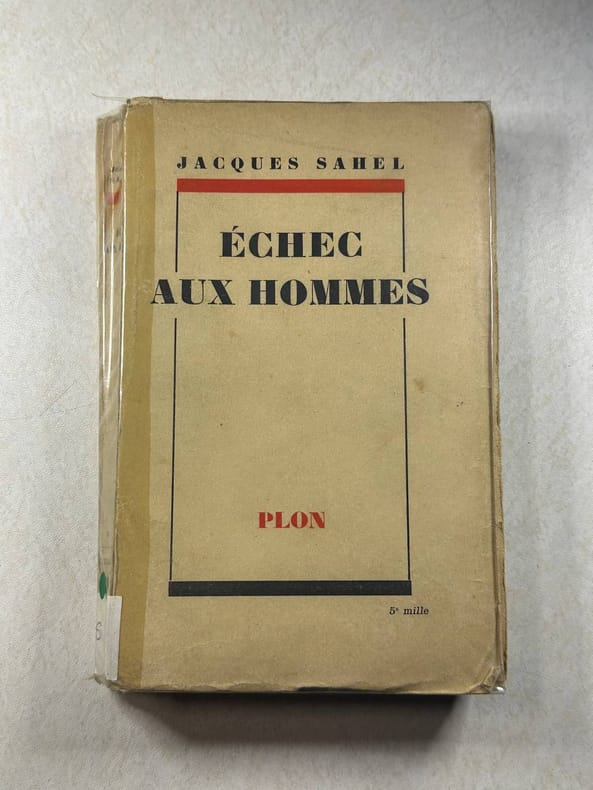 JACQUES SAHEL
ÉCHEC
AUX HOMMES
PLON
5e mille